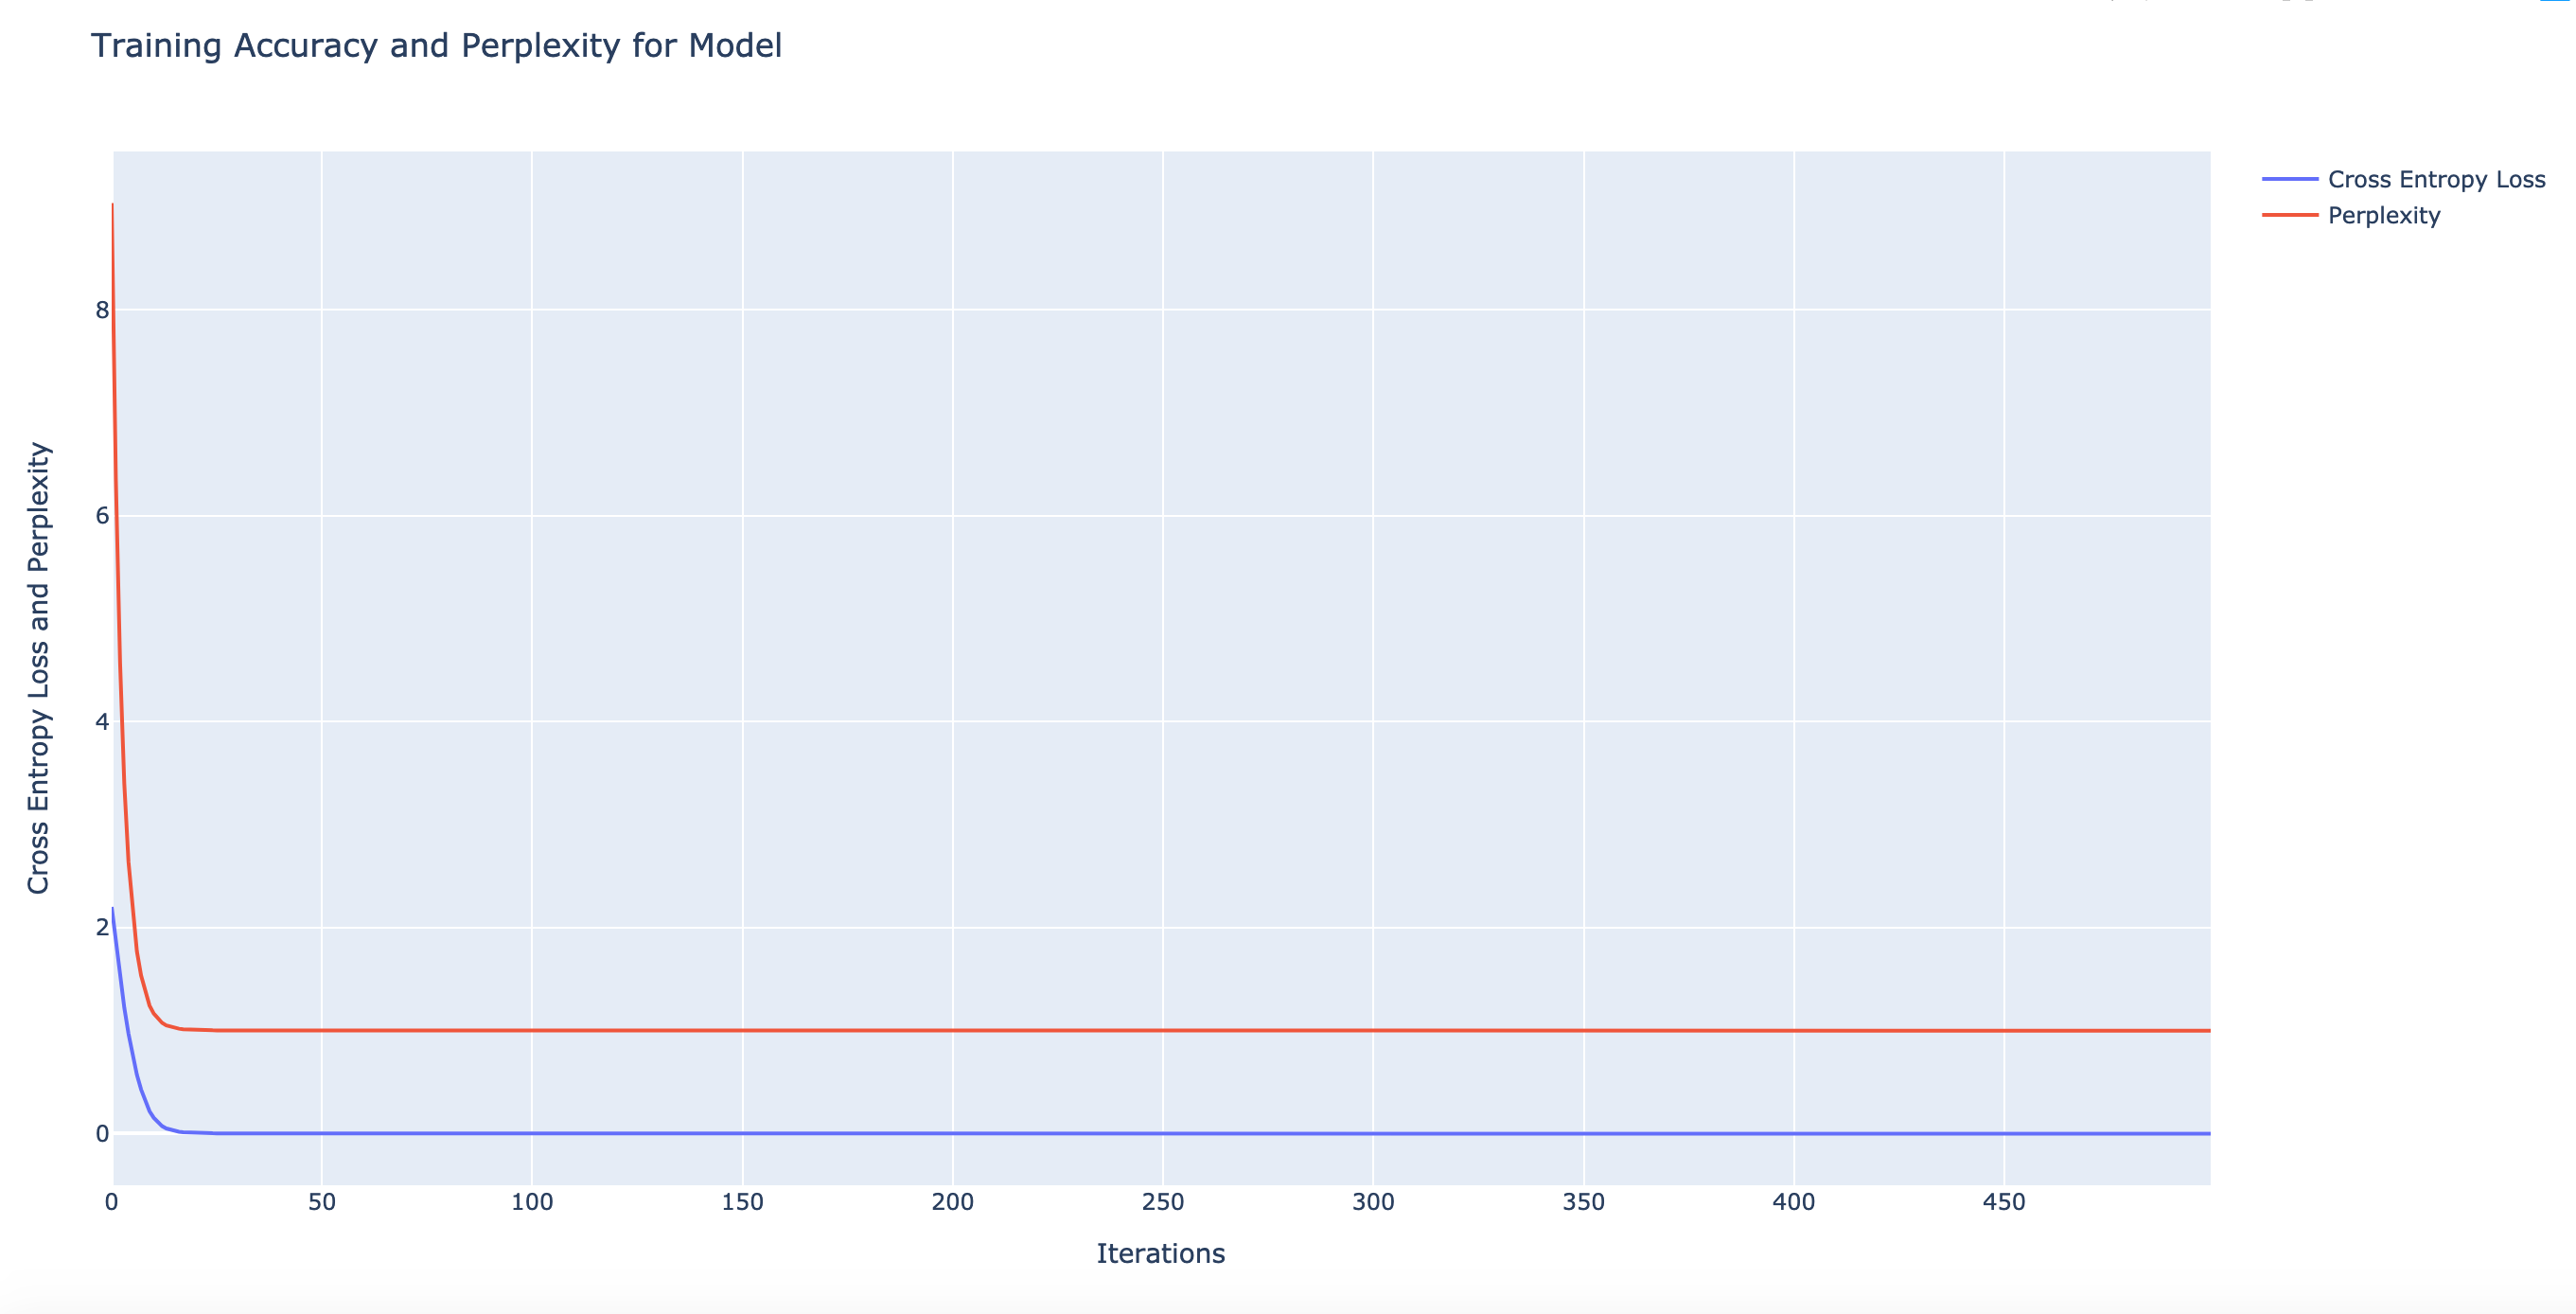 Training Accuracy and Perplexity for Model
Cross Entropy Loss
Perplexity
Cross Entropy Loss and Perplexity
8
6
4
2
0
0 50 100 150 200 250 300 350 400 450
Iterations